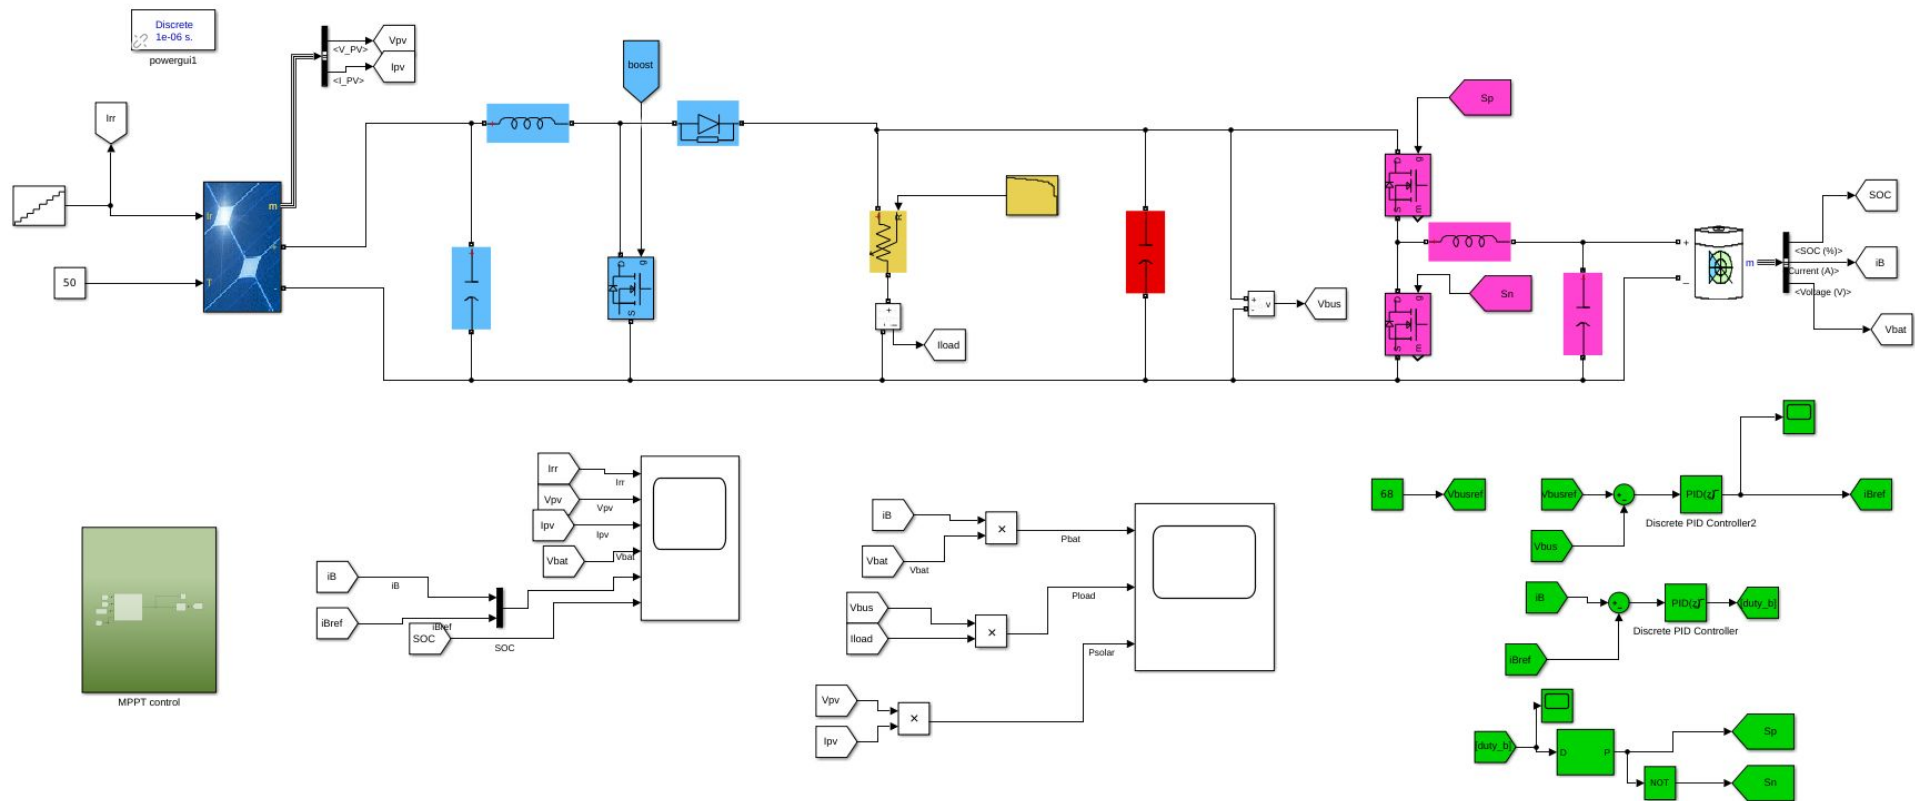 Discrete
1e-06 s.
powergui1
<V_PV>
<I_PV>
Vpv
Ipv
boost
Irr
50
Ir
T
m
+
-
g
D
S
R
+
-
i
Iload
+
-
v
Vbus
Sp
D
g
S
m
Sn
D
g
S
m
+
_
m
<SOC (%)>
Current (A)>
<Voltage (V)>
SOC
iB
Vbat
MPPT control
Irr
Irr
Vpv
Vpv
Ipv
Ipv
Vbat
Vbat
iB
iB
iBref
iBref
SOC
SOC
iB
Vbat
Vbat
×
Pbat
Vbus
Iload
×
Pload
Vpv
Ipv
×
Psolar
68
Vbusref
Vbusref
Vbus
PID(z)
Discrete PID Controller2
iBref
iB
iBref
PID(z)
Discrete PID Controller
[duty_b]
[duty_b]
D
P
NOT
Sp
Sn